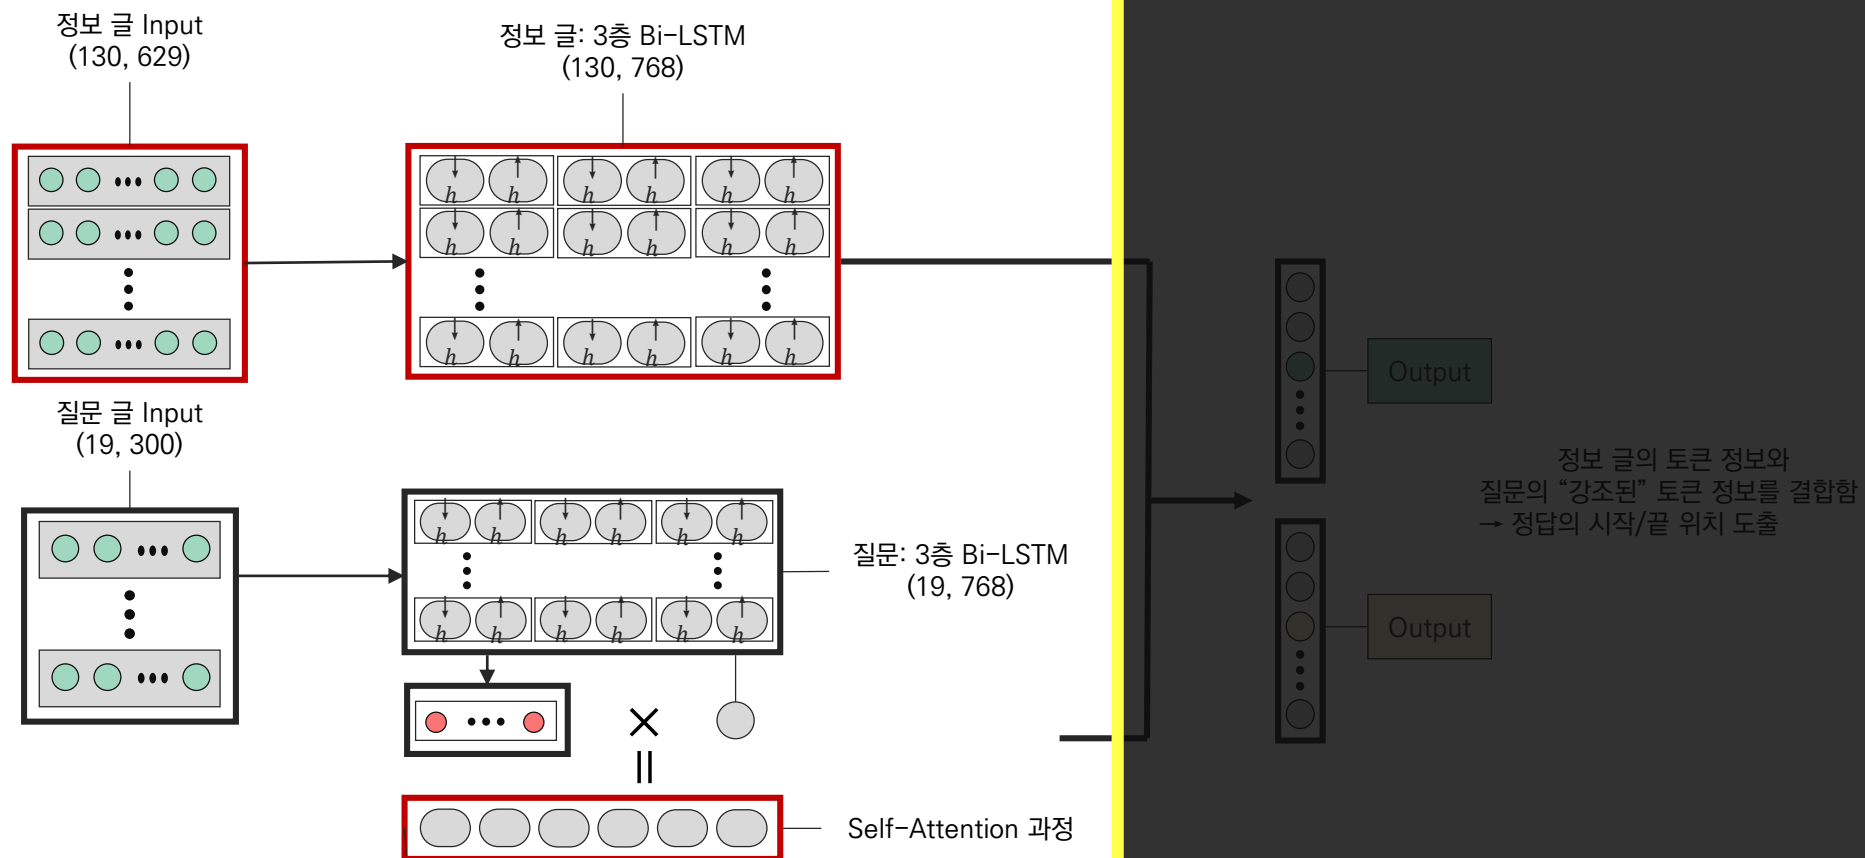 정보 글 Input
(130, 629)
정보 글: 3층 Bi-LSTM
(130, 768)
h h h h h h
h h h h h h
h h h h h h
질문 글 Input
(19, 300)
h h h h h h
h h h h h h
질문: 3층 Bi-LSTM
(19, 768)
×
=
Self-Attention 과정
Output
Output
정보 글의 토큰 정보와
질문의 “강조된” 토큰 정보를 결합함
→ 정답의 시작/끝 위치 도출